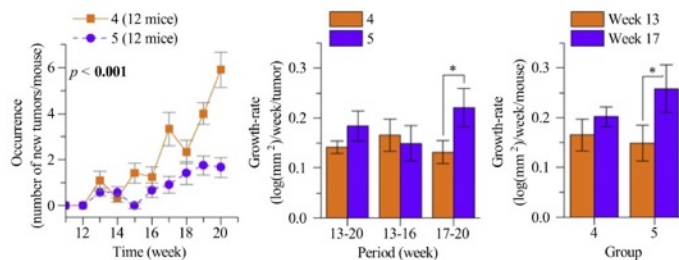 4 (12 mice)
5 (12 mice)
p < 0.001
Occurrence
(number of new tumors/mouse)
6
4
2
0
12 14 16 18 20
Time (week)
4
5
*
Growth-rate
(log(mm²)/week/tumor)
0.3
0.2
0.1
0.0
13-20 13-16 17-20
Period (week)
Week 13
Week 17
*
Growth-rate
(log(mm²)/week/mouse)
0.3
0.2
0.1
0.0
4 5
Group